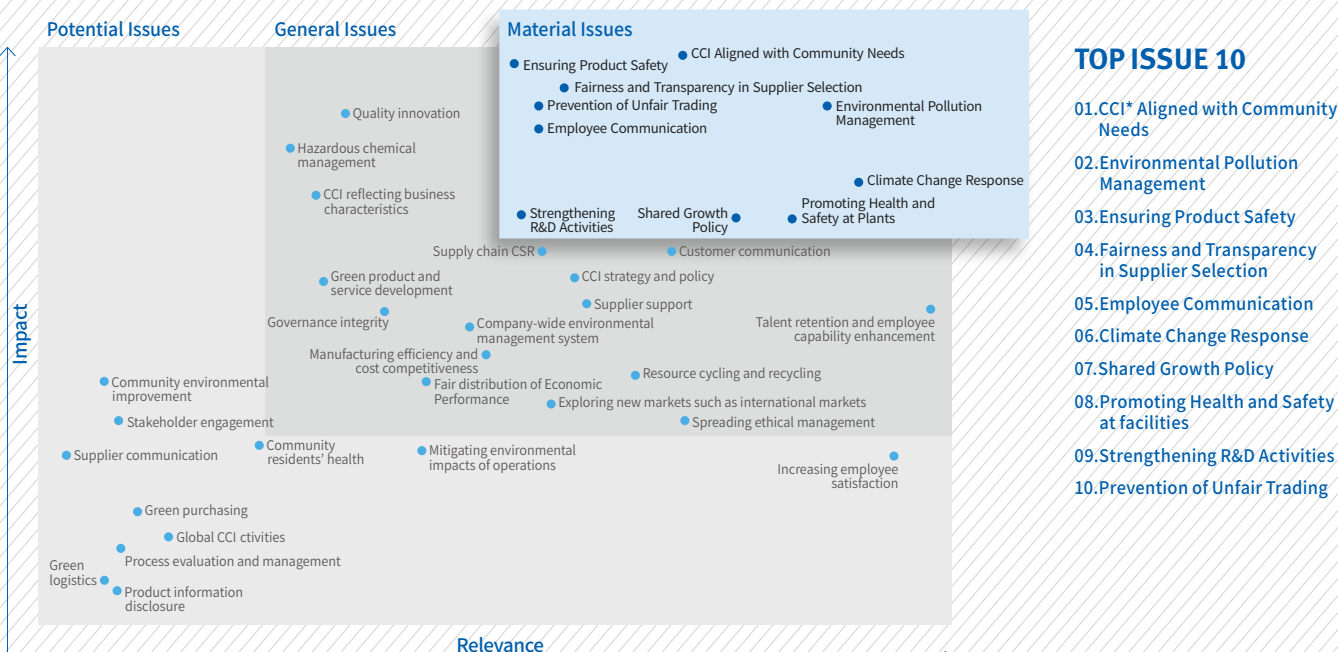 Potential Issues
General Issues
Material Issues
CCI Aligned with Community Needs
Ensuring Product Safety
Fairness and Transparency in Supplier Selection
Prevention of Unfair Trading
Environmental Pollution
Management
Employee Communication
Climate Change Response
Promoting Health and
Safety at Plants
Strengthening
R&D Activities
Shared Growth
Policy
Quality innovation
Hazardous chemical
management
CCI reflecting business
characteristics
Supply chain CSR
Customer communication
Green product and
service development
CCI strategy and policy
Supplier support
Governance integrity
Company-wide environmental
management system
Talent retention and employee
capability enhancement
Manufacturing efficiency and
cost competitiveness
Resource cycling and recycling
Community environmental
improvement
Fair distribution of Economic
Performance
Exploring new markets such as international markets
Stakeholder engagement
Spreading ethical management
Supplier communication
Community
residents' health
Mitigating environmental
impacts of operations
Increasing employee
satisfaction
Green purchasing
Global CCI ctivities
Process evaluation and management
Green
logistics
Product information
disclosure
Impact
Relevance
TOP ISSUE 10
01.CCI* Aligned with Community
Needs
02.Environmental Pollution
Management
03.Ensuring Product Safety
04.Fairness and Transparency
in Supplier Selection
05.Employee Communication
06.Climate Change Response
07.Shared Growth Policy
08.Promoting Health and Safety
at facilities
09.Strengthening R&D Activities
10.Prevention of Unfair Trading